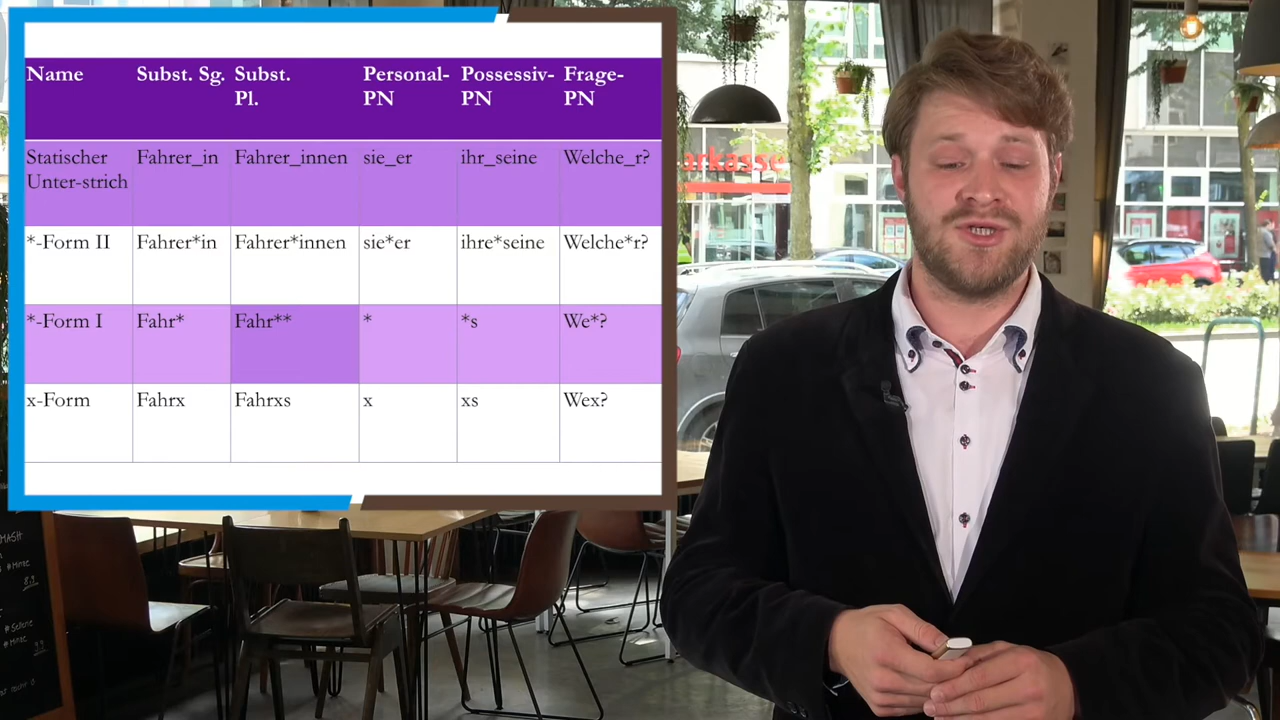 Name Subst. Sg. Subst. Pl. Personal-PN Possessiv-PN Frage-PN
Statischer Unter-strich Fahrer_in Fahrer_innen sie_er ihr_seine Welche_r?
*-Form II Fahrer*in Fahrer*innen sie*er ihre*seine Welche*r?
*-Form I Fahr* Fahr** * *s We*?
x-Form Fahrx Fahrxs x xs Wex?
arkasse